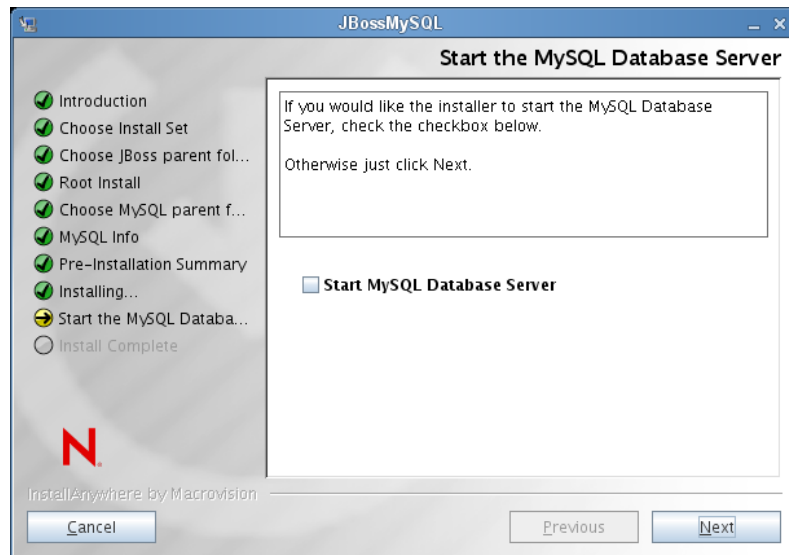 JBossMySQL
Start the MySQL Database Server
Introduction
Choose Install Set
Choose JBoss parent fol...
Root Install
Choose MySQL parent f...
MySQL Info
Pre-Installation Summary
Installing...
Start the MySQL Databa...
Install Complete
If you would like the installer to start the MySQL Database
Server, check the checkbox below.
Otherwise just click Next.
Start MySQL Database Server
N.
InstallAnywhere by Macrovision
Cancel
Previous
Next